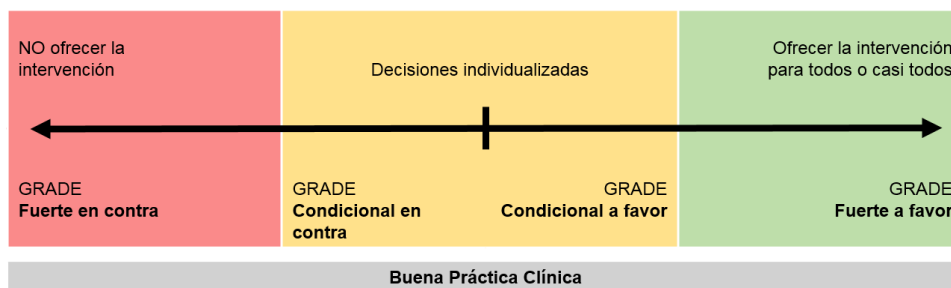 NO ofrecer la
intervención
Decisiones individualizadas
Ofrecer la intervención
para todos o casi todos
GRADE
Fuerte en contra
GRADE
Condicional en
contra
GRADE
Condicional a favor
GRADE
Fuerte a favor
Buena Práctica Clínica